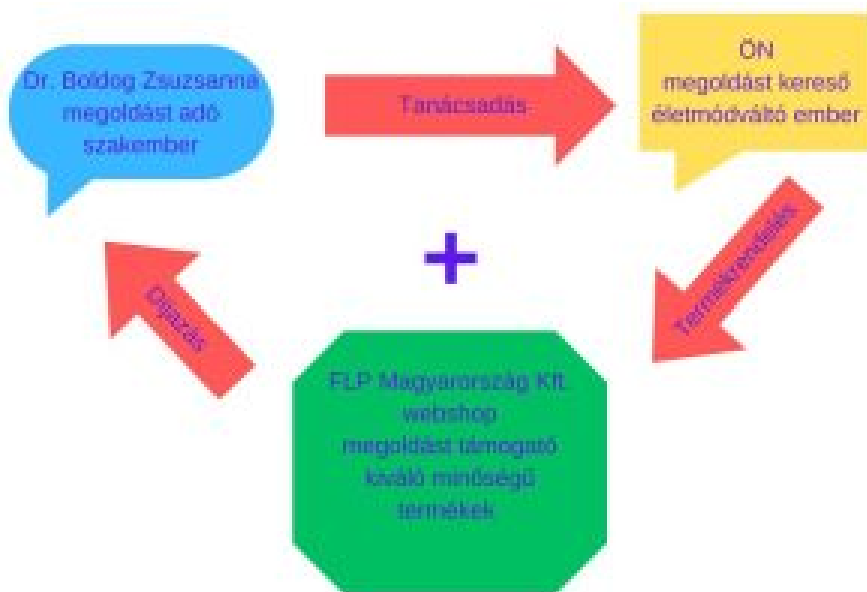 Dr. Boldog Zsuzsanna
megoldást adó
szakember
Tanácsadás
ÖN
megoldást kereső
életmódváltó ember
+
Termékrendelés
Díjazás
FLP Magyarország Kft.
webshop
megoldást támogató
kiváló minőségű
termékek